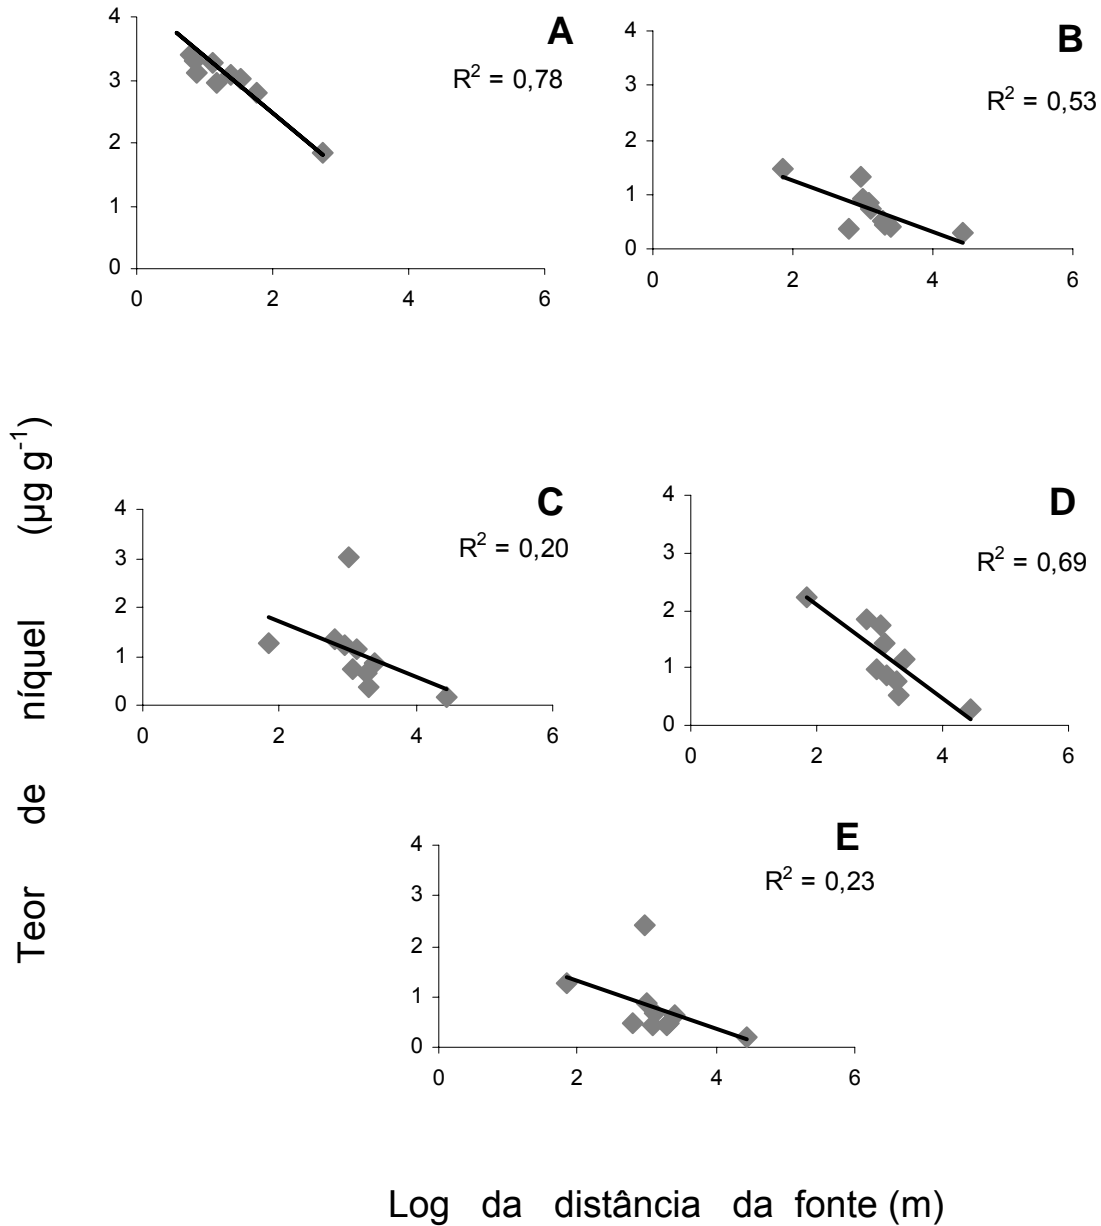 A
R² = 0,78
4
3
2
1
0
0 2 4 6
B
R² = 0,53
4
3
2
1
0
0 2 4 6
C
R² = 0,20
4
3
2
1
0
0 2 4 6
D
R² = 0,69
4
3
2
1
0
0 2 4 6
E
R² = 0,23
4
3
2
1
0
0 2 4 6
Teor de níquel (µg g⁻¹)
Log da distância da fonte (m)